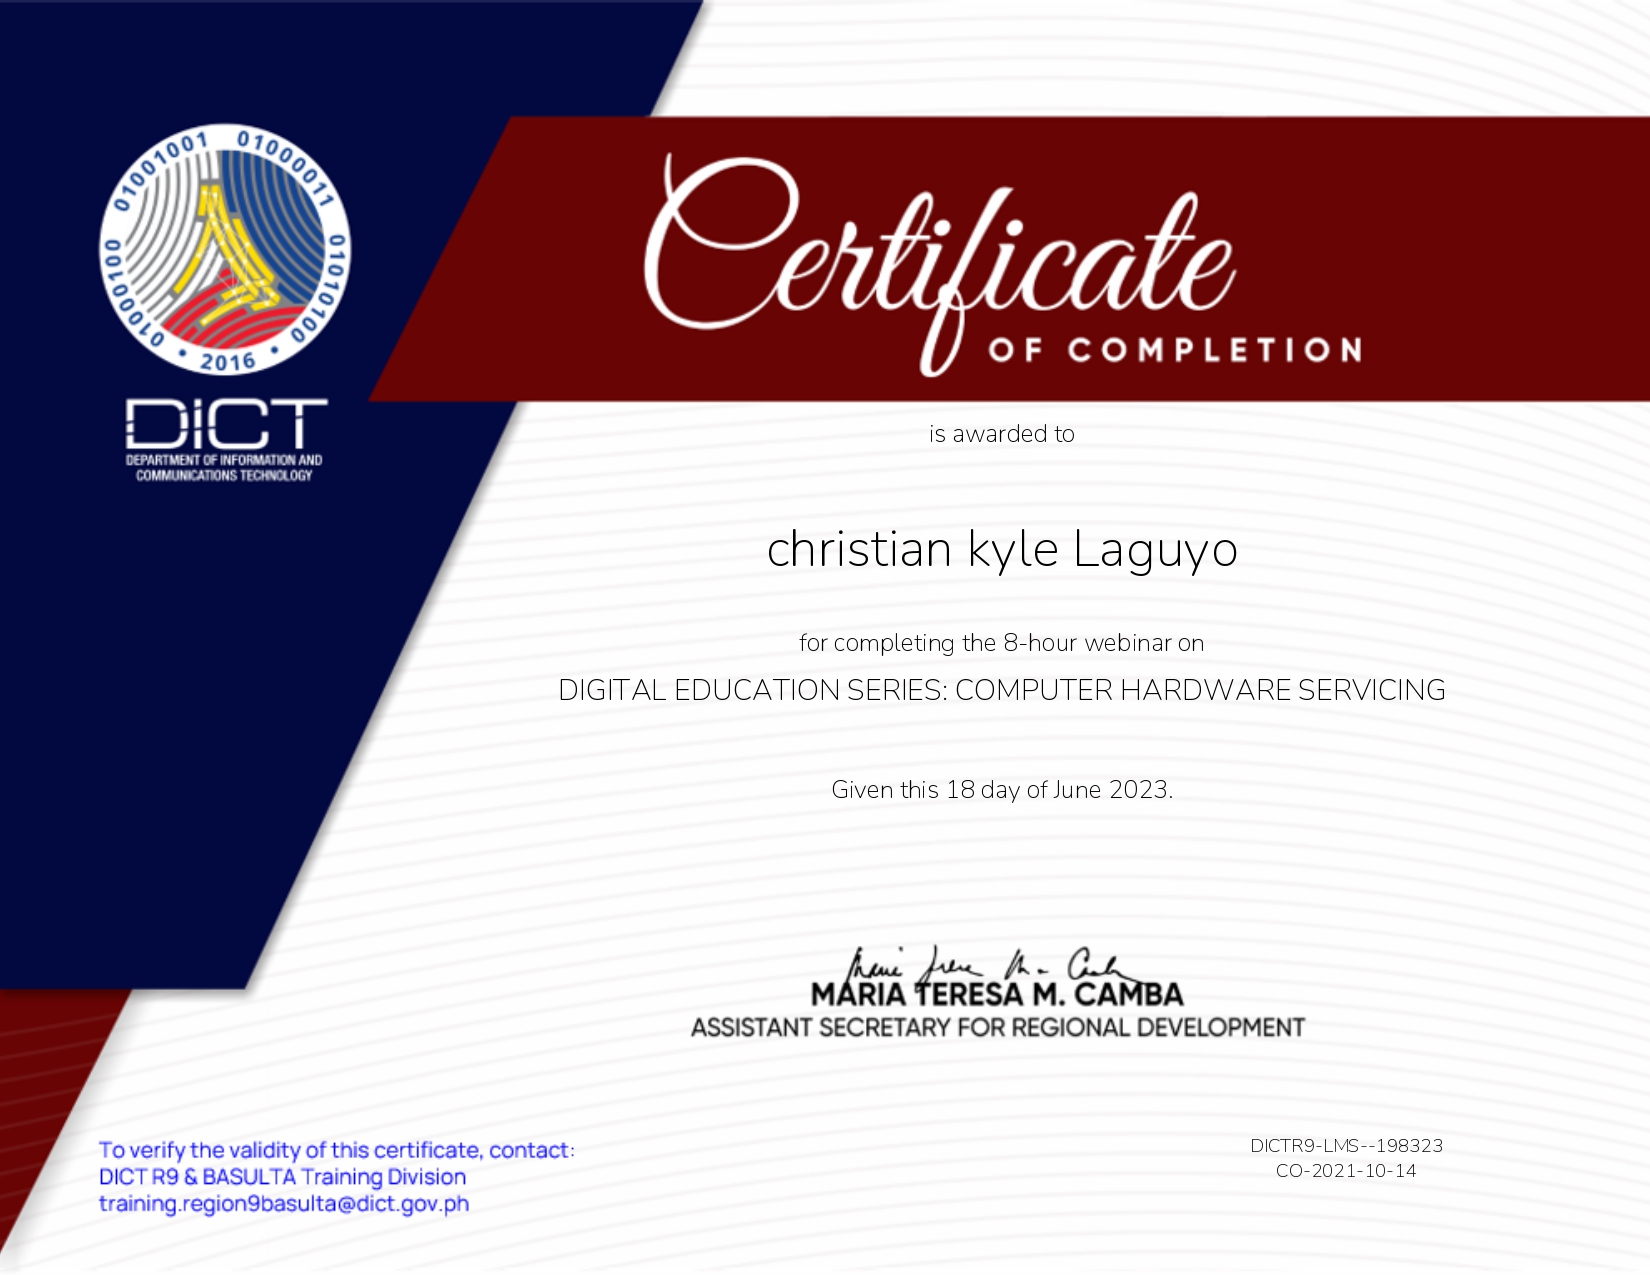 01001001 01000011 01010100 01000100
• 2016 •
DICT
DEPARTMENT OF INFORMATION AND
COMMUNICATIONS TECHNOLOGY
Certificate
OF COMPLETION
is awarded to
christian kyle Laguyo
for completing the 8-hour webinar on
DIGITAL EDUCATION SERIES: COMPUTER HARDWARE SERVICING
Given this 18 day of June 2023.
MARIA TERESA M. CAMBA
ASSISTANT SECRETARY FOR REGIONAL DEVELOPMENT
To verify the validity of this certificate, contact:
DICT R9 & BASULTA Training Division
training.region9basulta@dict.gov.ph
DICTR9-LMS--198323
CO-2021-10-14